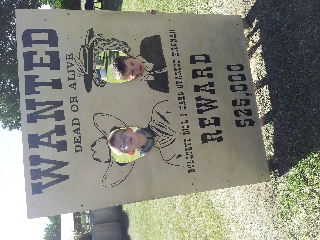 WANTED
DEAD OR ALIVE
REWARD
$25,000